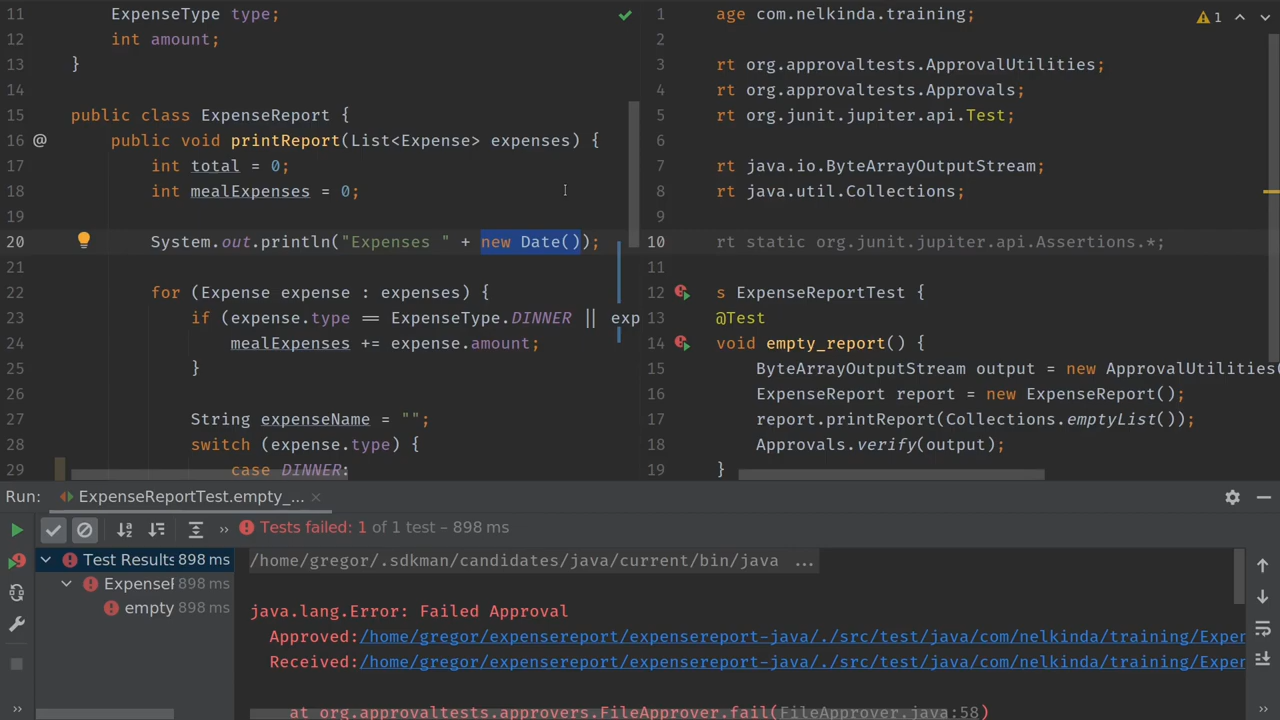 11 ExpenseType type;
12 int amount;
13 }
14
15 public class ExpenseReport {
16 @ public void printReport(List<Expense> expenses) {
17 int total = 0;
18 int mealExpenses = 0;
19
20 System.out.println("Expenses " + new Date());
21
22 for (Expense expense : expenses) {
23 if (expense.type == ExpenseType.DINNER || exp
24 mealExpenses += expense.amount;
25 }
26
27 String expenseName = "";
28 switch (expense.type) {
29 case DINNER:
1 age com.nelkinda.training; 1
2
3 rt org.approvaltests.ApprovalUtilities;
4 rt org.approvaltests.Approvals;
5 rt org.junit.jupiter.api.Test;
6
7 rt java.io.ByteArrayOutputStream;
8 rt java.util.Collections;
9
10 rt static org.junit.jupiter.api.Assertions.*;
11
12 s ExpenseReportTest {
13 @Test
14 void empty_report() {
15 ByteArrayOutputStream output = new ApprovalUtilities(
16 ExpenseReport report = new ExpenseReport();
17 report.printReport(Collections.emptyList());
18 Approvals.verify(output);
19 }
Run: ExpenseReportTest.empty_... ×
» Tests failed: 1 of 1 test – 898 ms
Test Results 898 ms
ExpenseR 898 ms
empty 898 ms
/home/gregor/.sdkman/candidates/java/current/bin/java ...
java.lang.Error: Failed Approval
Approved:/home/gregor/expensereport/expensereport-java/./src/test/java/com/nelkinda/training/Expen
Received:/home/gregor/expensereport/expensereport-java/./src/test/java/com/nelkinda/training/Expen
at org.approvaltests.approvers.FileApprover.fail(FileApprover.java:58)
» »